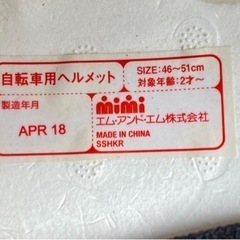 自転車用ヘルメット
SIZE:46~51cm
対象年齢:2才~
製造年月
APR 18
mimi
エム・アンド・エム株式会社
MADE IN CHINA
SSHKR